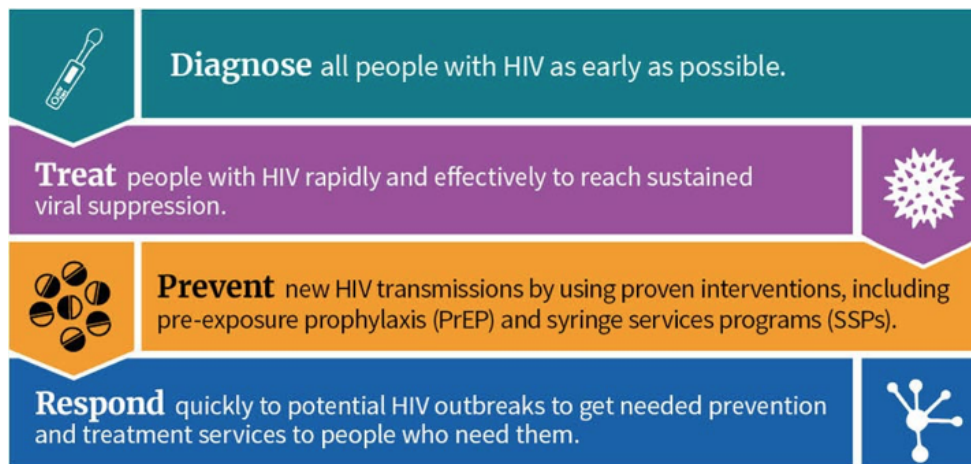 Diagnose all people with HIV as early as possible.
Treat people with HIV rapidly and effectively to reach sustained
viral suppression.
Prevent new HIV transmissions by using proven interventions, including
pre-exposure prophylaxis (PrEP) and syringe services programs (SSPs).
Respond quickly to potential HIV outbreaks to get needed prevention
and treatment services to people who need them.